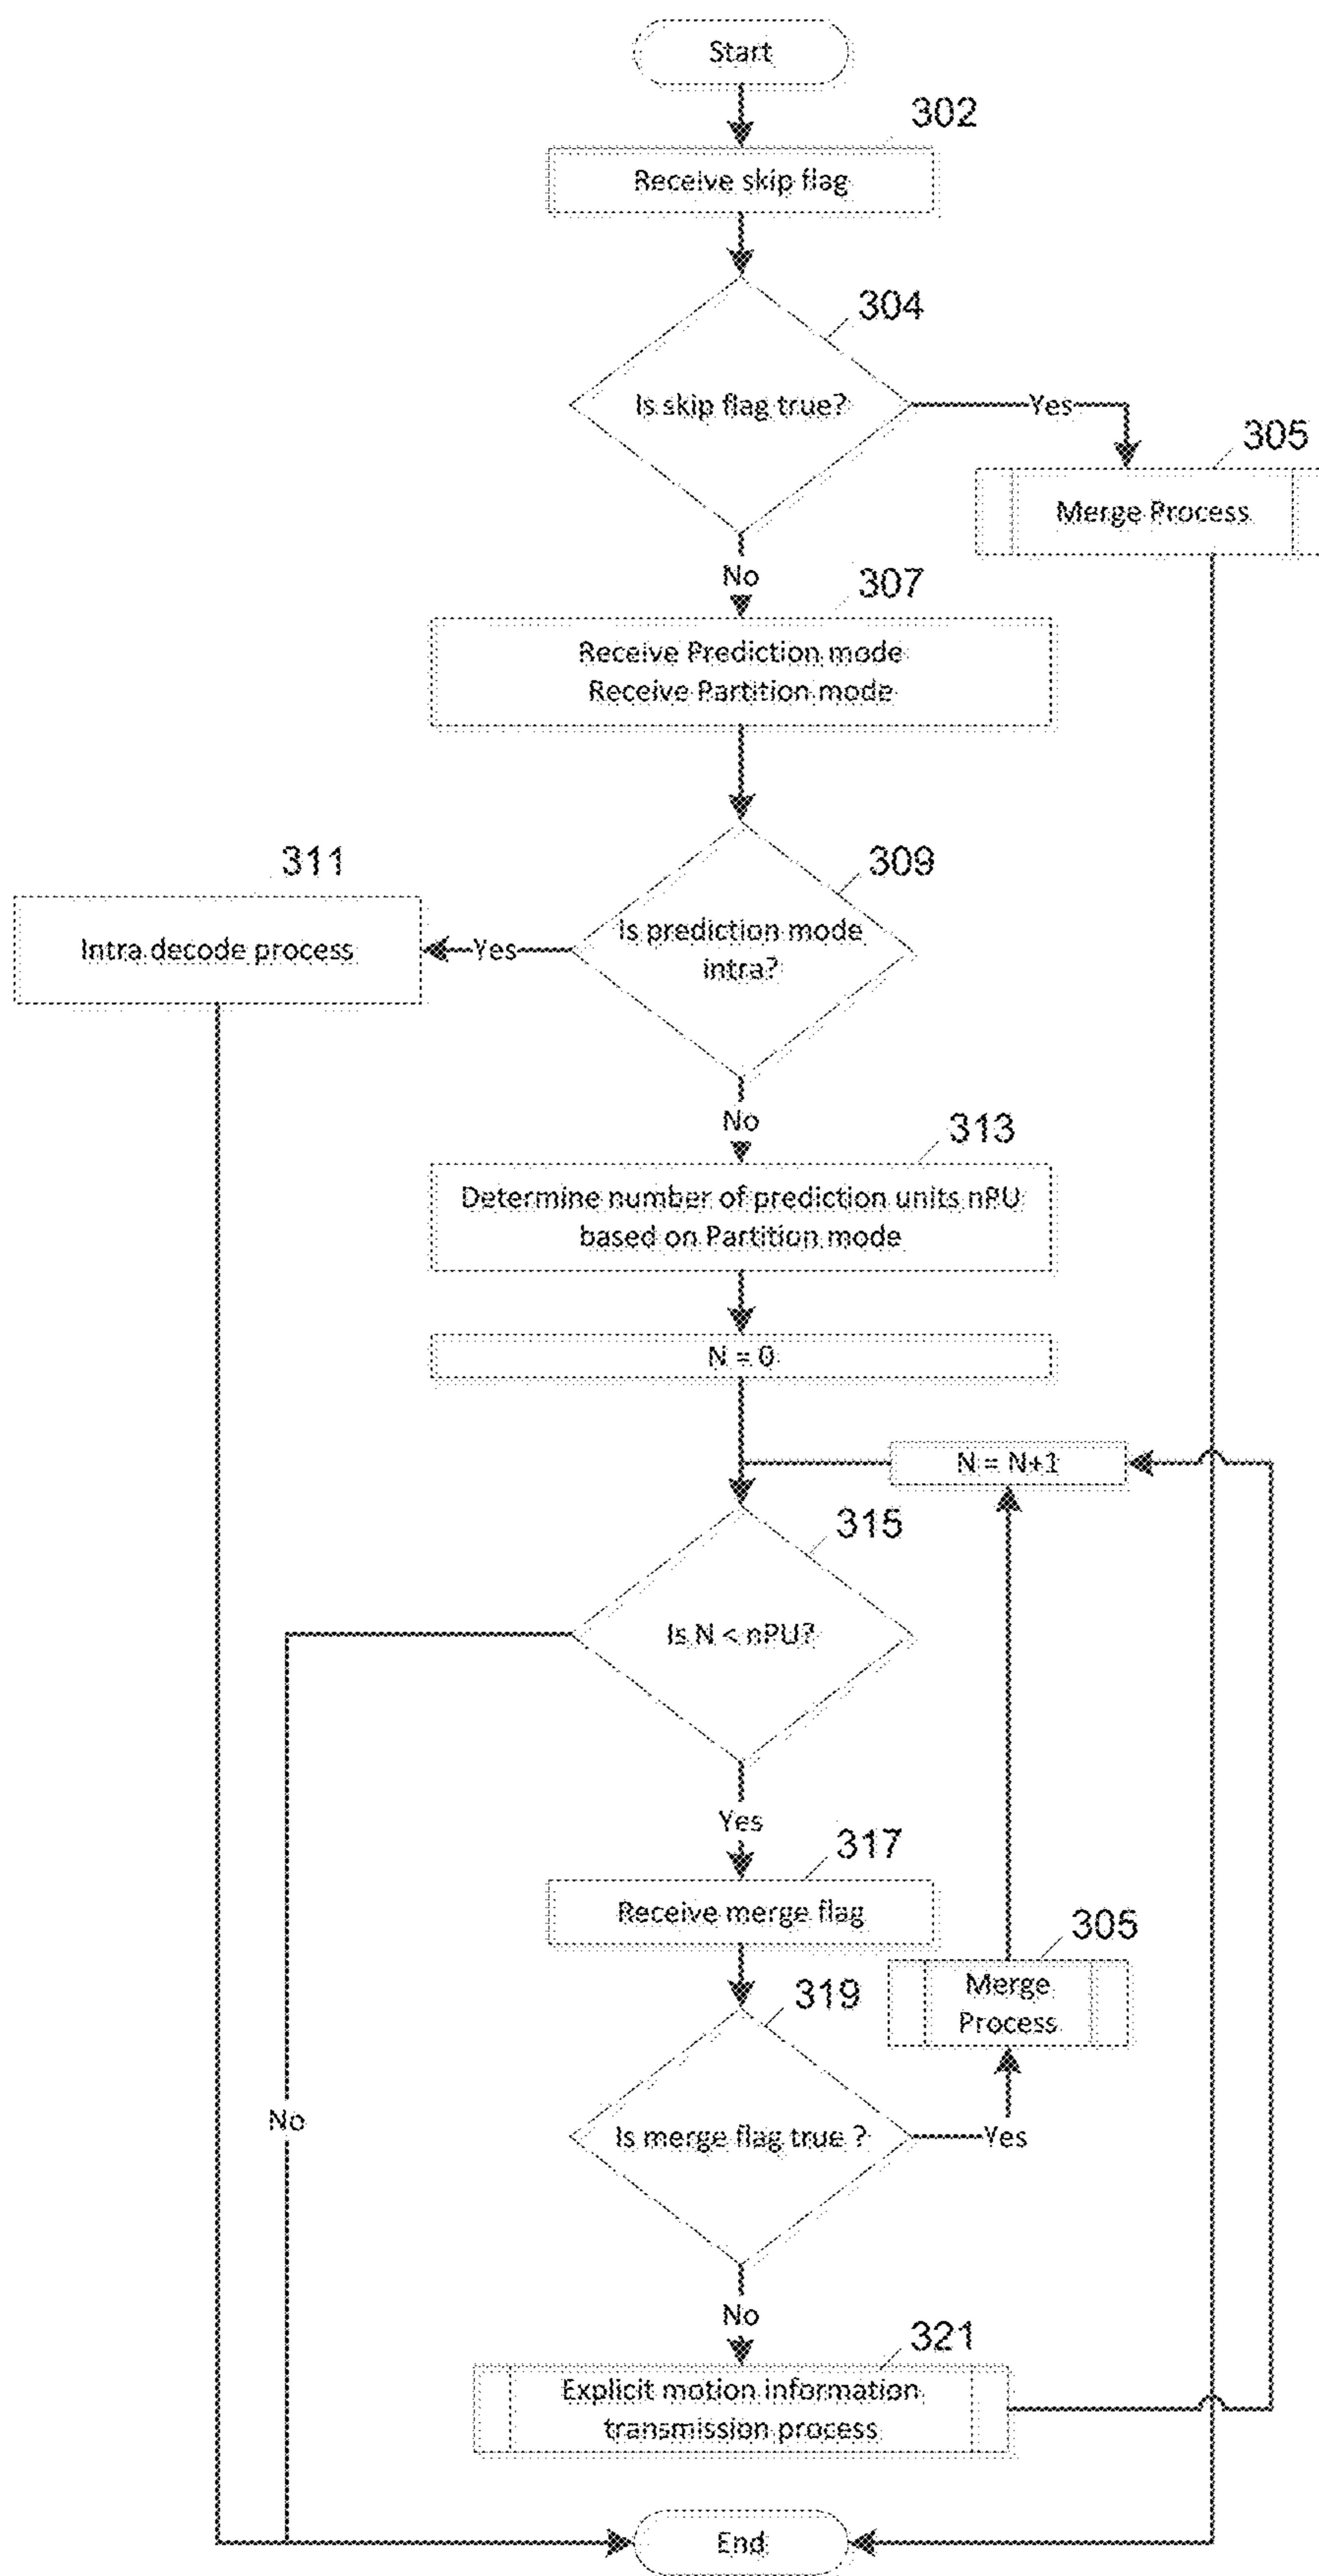 Start
302
Receive skip flag
304
Is skip flag true?
Yes
305
Merge Process
No
307
Receive Prediction mode
Receive Partition mode
311
309
Intra decode process
Yes
Is prediction mode
intra?
No
313
Determine number of prediction units nPU
based on Partition mode
N = 0
N = N+1
315
Is N < nPU?
Yes
317
Receive merge flag
305
Merge
Process
319
No
Is merge flag true ?
Yes
No
321
Explicit motion information
transmission process
End